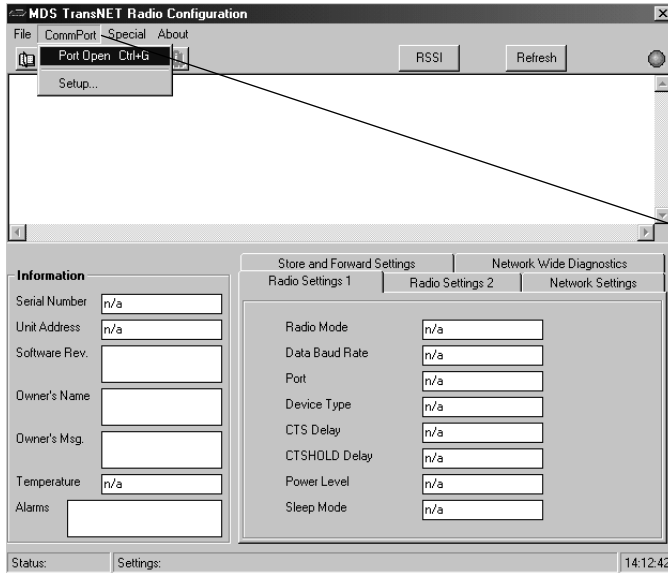 MDS TransNET Radio Configuration
File CommPort Special About
Port Open Ctrl+G
Setup...
RSSI Refresh
Information
Serial Number n/a
Unit Address n/a
Software Rev.
Owner's Name
Owner's Msg.
Temperature n/a
Alarms
Store and Forward Settings Network Wide Diagnostics
Radio Settings 1 Radio Settings 2 Network Settings
Radio Mode n/a
Data Baud Rate n/a
Port n/a
Device Type n/a
CTS Delay n/a
CTSHOLD Delay n/a
Power Level n/a
Sleep Mode n/a
Status: Settings: 14:12:42